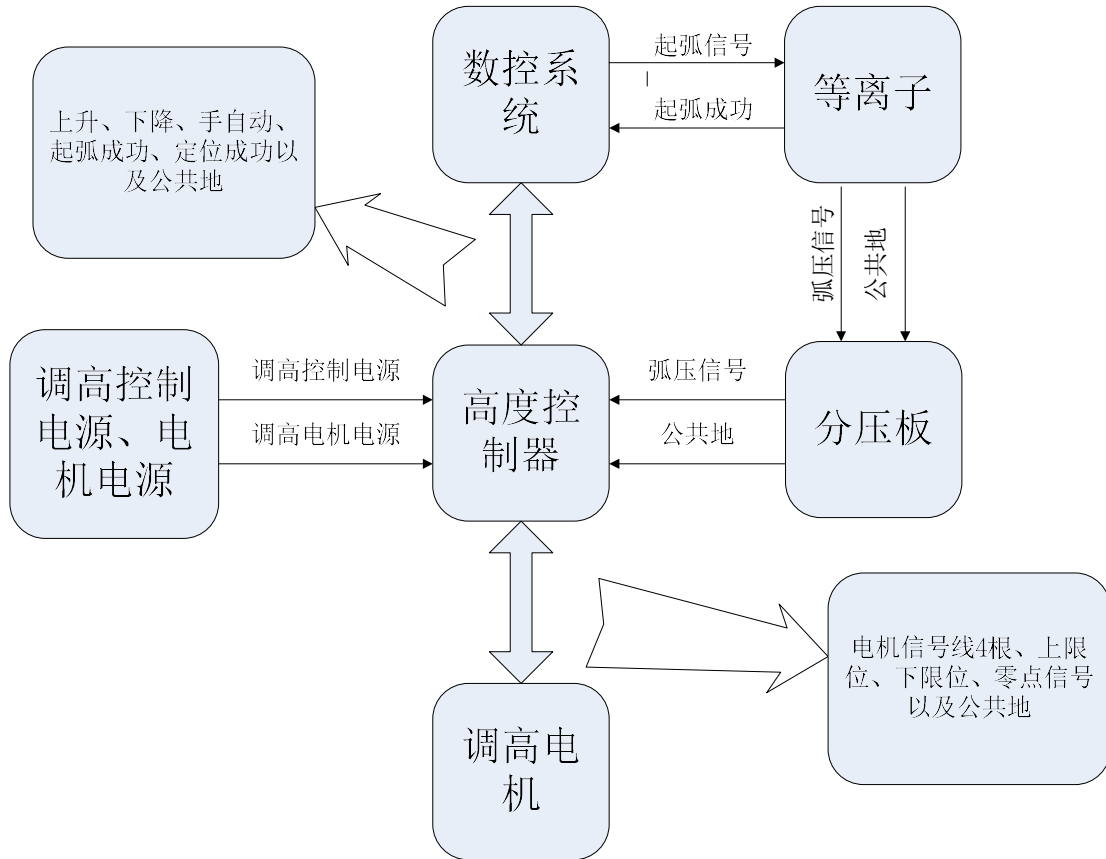 数控系
统
起弧信号
起弧成功
等离子
上升、下降、手自动、
起弧成功、定位成功以
及公共地
弧压信号
公共地
调高控制
电源、电
机电源
调高控制电源
调高电机电源
高度控
制器
弧压信号
公共地
分压板
电机信号线4根、上限
位、下限位、零点信号
以及公共地
调高电
机